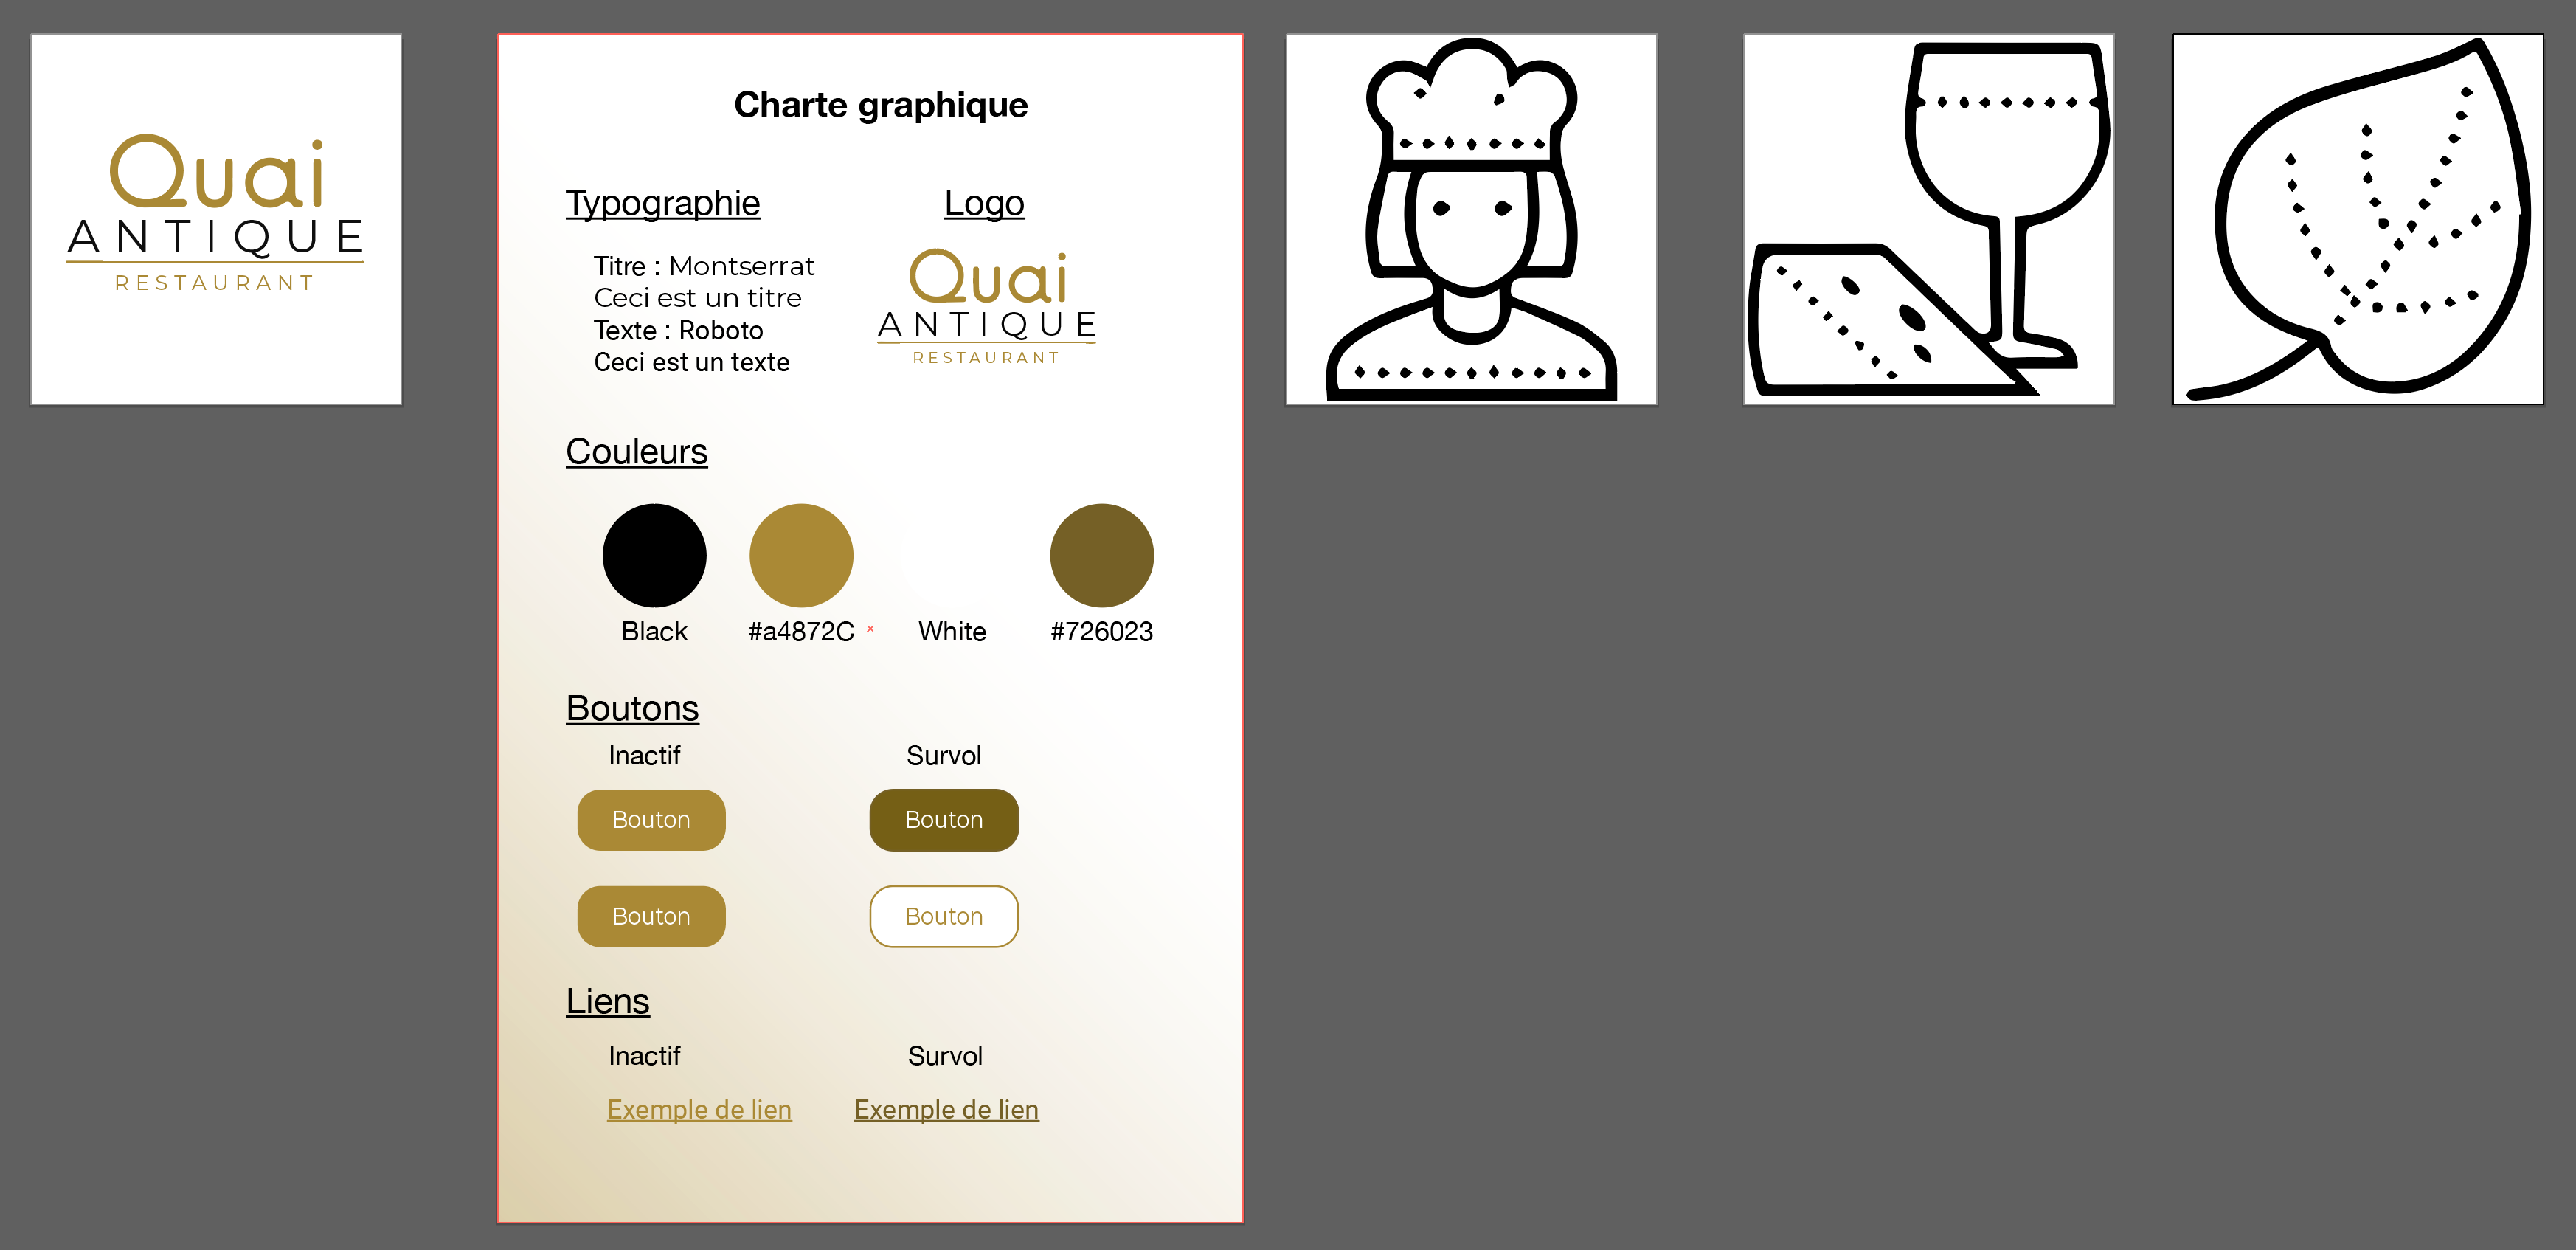 Quai
ANTIQUE
RESTAURANT
Charte graphique
Typographie
Logo
Titre : Montserrat
Ceci est un titre
Texte : Roboto
Ceci est un texte
Quai
ANTIQUE
RESTAURANT
Couleurs
Black
#a4872C
White
#726023
Boutons
Inactif
Survol
Bouton
Bouton
Bouton
Bouton
Liens
Inactif
Survol
Exemple de lien
Exemple de lien